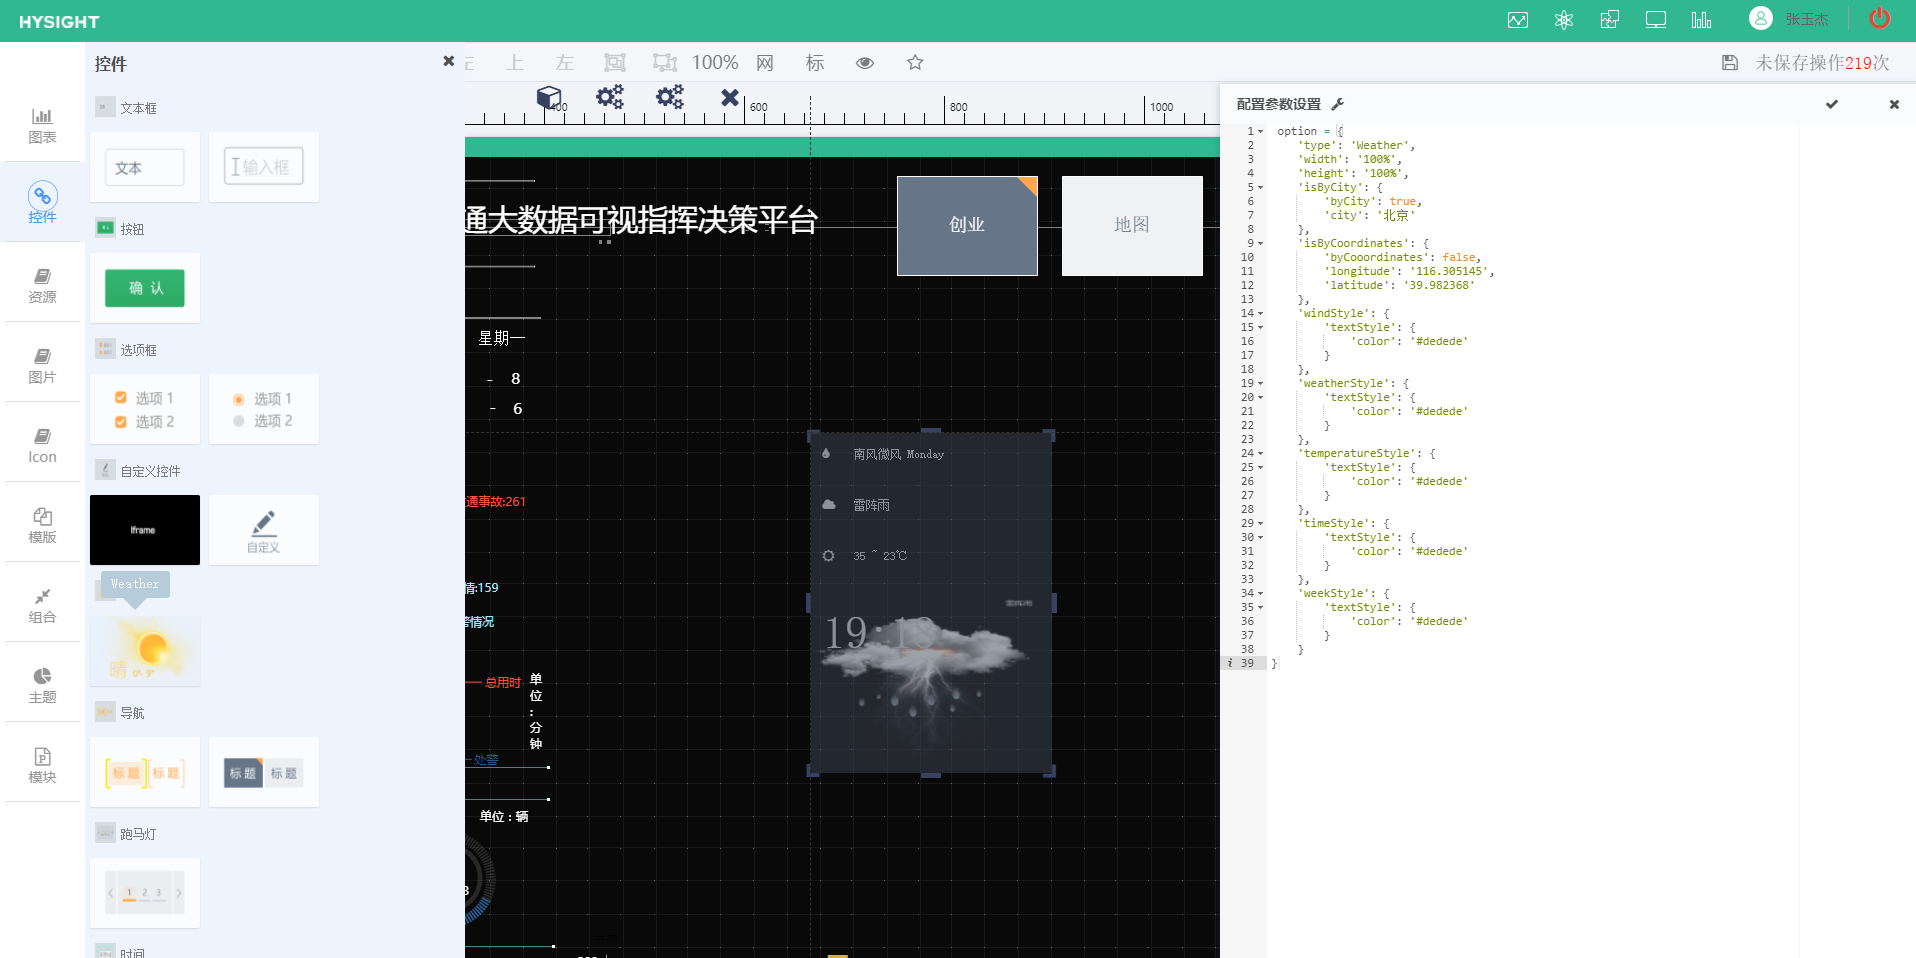 HYSIGHT
张玉杰
控件
上
左
100%
网
标
未保存操作219次
图表
控件
资源
图片
Icon
模版
组合
主题
模块
文本框
文本
输入框
按钮
确 认
选项框
选项 1
选项 2
选项 1
选项 2
自定义控件
Iframe
自定义
Weather
晴
导航
标 题
标 题
标 题
标 题
跑马灯
1 2 3
时间
400
600
800
1000
通大数据可视指挥决策平台
创业
地图
星期一
- 8
- 6
通事故:261
情:159
警情况
总用时
单位:分钟
处警
单位 : 辆
南风微风 Monday
雷阵雨
35 ~ 23℃
雷阵雨
19:13
配置参数设置
1 option = {
2 'type': 'Weather',
3 'width': '100%',
4 'height': '100%',
5 'isByCity': {
6 'byCity': true,
7 'city': '北京'
8 },
9 'isByCoordinates': {
10 'byCooordinates': false,
11 'longitude': '116.305145',
12 'latitude': '39.982368'
13 },
14 'windStyle': {
15 'textStyle': {
16 'color': '#dedede'
17 }
18 },
19 'weatherStyle': {
20 'textStyle': {
21 'color': '#dedede'
22 }
23 },
24 'temperatureStyle': {
25 'textStyle': {
26 'color': '#dedede'
27 }
28 },
29 'timeStyle': {
30 'textStyle': {
31 'color': '#dedede'
32 }
33 },
34 'weekStyle': {
35 'textStyle': {
36 'color': '#dedede'
37 }
38 }
39 }